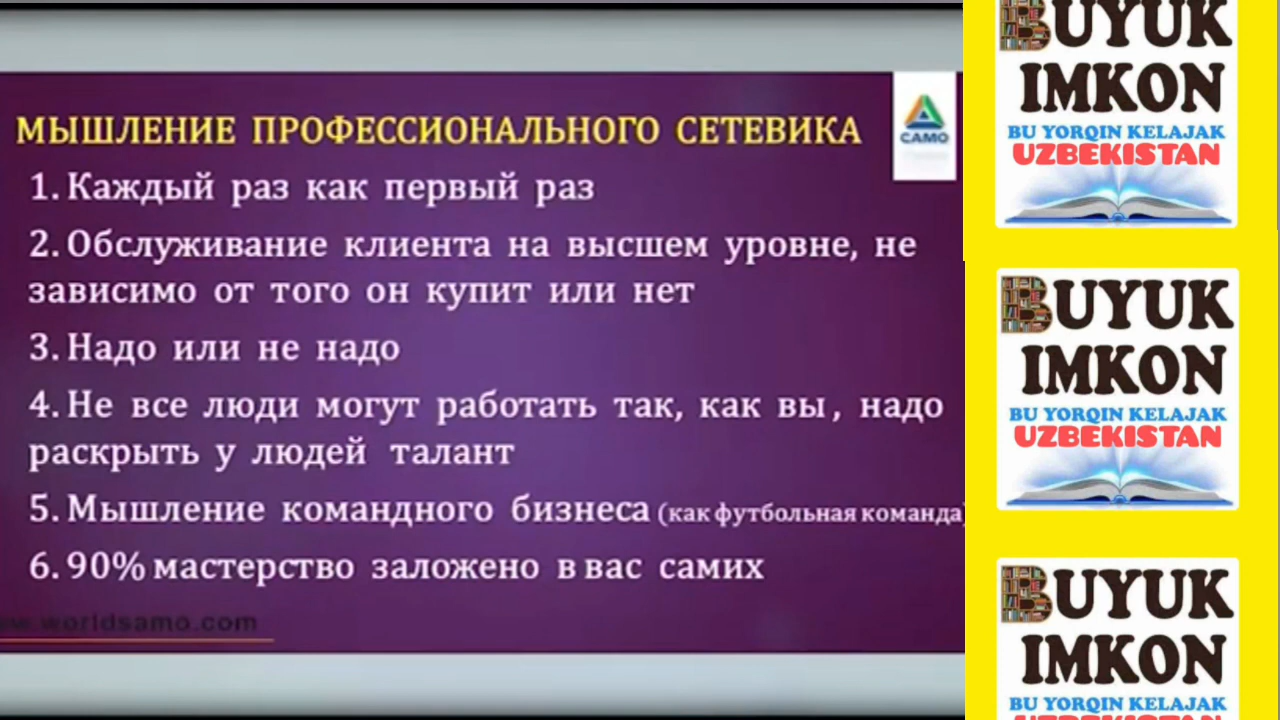 МЫШЛЕНИЕ ПРОФЕССИОНАЛЬНОГО СЕТЕВИКА
САМО
1. Каждый раз как первый раз
2. Обслуживание клиента на высшем уровне, не
зависимо от того он купит или нет
3. Надо или не надо
4. Не все люди могут работать так, как вы, надо
раскрыть у людей талант
5. Мышление командного бизнеса (как футбольная команда)
6. 90% мастерство заложено в вас самих
w.worldsamo.com
BUYUK
IMKON
BU YORQIN KELAJAK
UZBEKISTAN
BUYUK
IMKON
BU YORQIN KELAJAK
UZBEKISTAN
BUYUK
IMKON
BU YORQIN KELAJAK